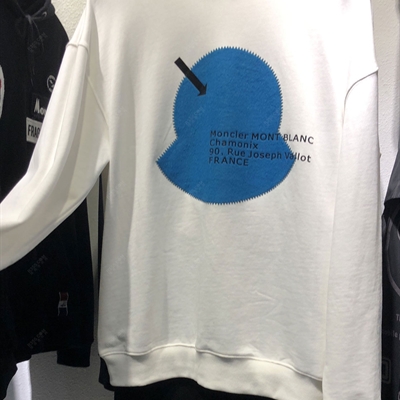 Moncler MONT BLANC
Chamonix
90, Rue Joseph Vallot
FRANCE